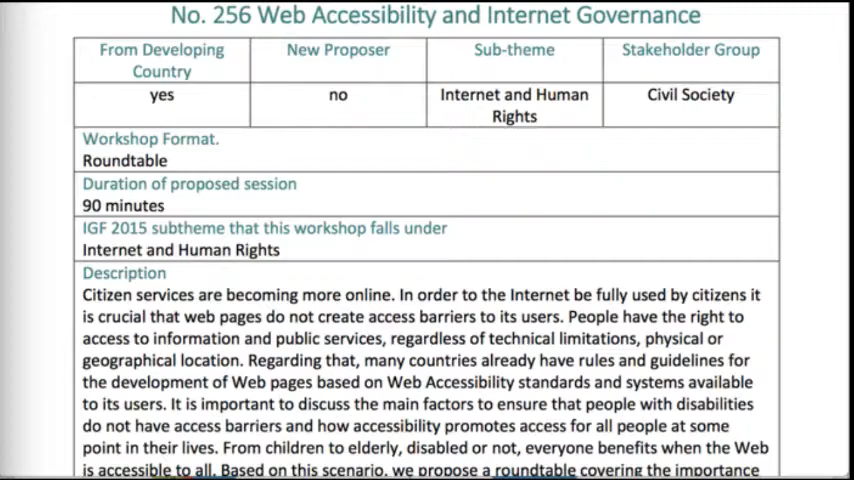 No. 256 Web Accessibility and Internet Governance
From Developing Country
New Proposer
Sub-theme
Stakeholder Group
yes
no
Internet and Human Rights
Civil Society
Workshop Format.
Roundtable
Duration of proposed session
90 minutes
IGF 2015 subtheme that this workshop falls under
Internet and Human Rights
Description
Citizen services are becoming more online. In order to the Internet be fully used by citizens it
is crucial that web pages do not create access barriers to its users. People have the right to
access to information and public services, regardless of technical limitations, physical or
geographical location. Regarding that, many countries already have rules and guidelines for
the development of Web pages based on Web Accessibility standards and systems available
to its users. It is important to discuss the main factors to ensure that people with disabilities
do not have access barriers and how accessibility promotes access for all people at some
point in their lives. From children to elderly, disabled or not, everyone benefits when the Web
is accessible to all. Based on this scenario, we propose a roundtable covering the importance